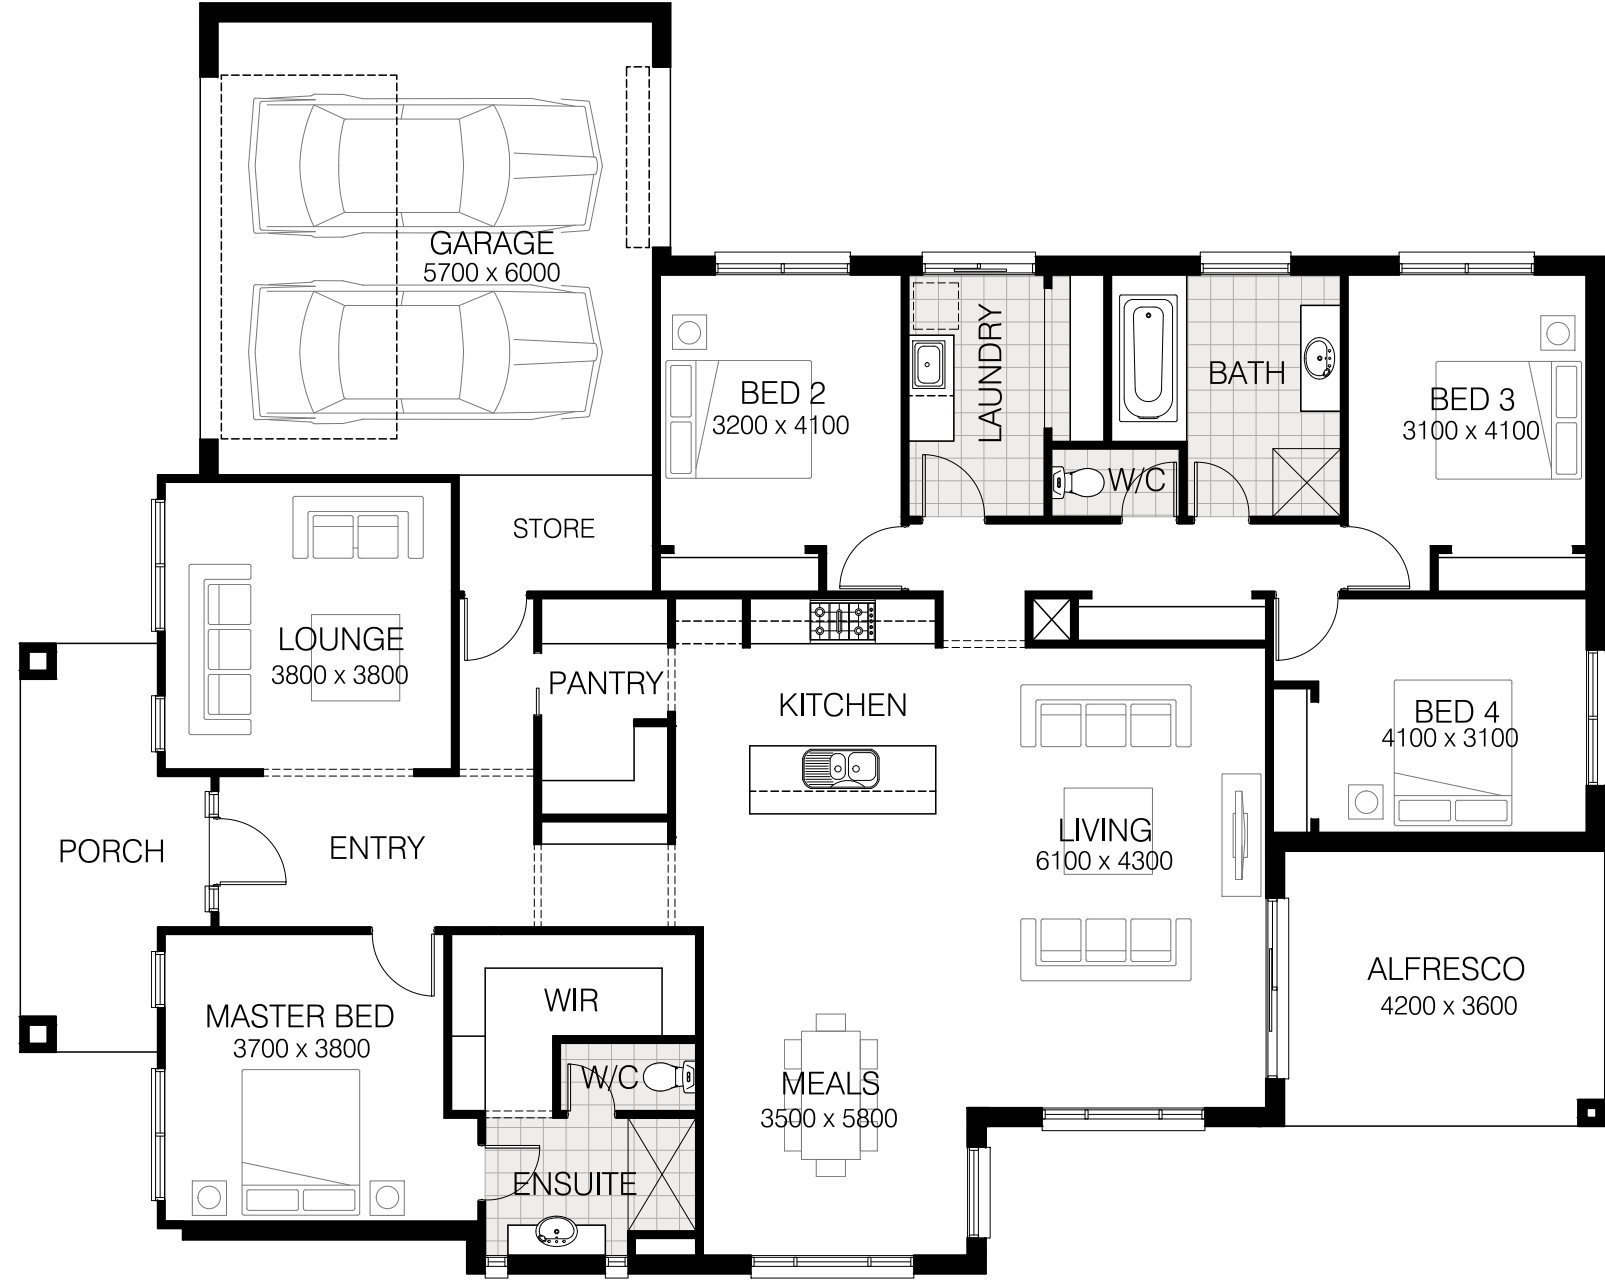 GARAGE
5700 x 6000
BED 2
3200 x 4100
LAUNDRY
BATH
BED 3
3100 x 4100
W/C
STORE
LOUNGE
3800 x 3800
PANTRY
KITCHEN
BED 4
4100 x 3100
PORCH
ENTRY
LIVING
6100 x 4300
ALFRESCO
4200 x 3600
MASTER BED
3700 x 3800
WIR
W/C
MEALS
3500 x 5800
ENSUITE